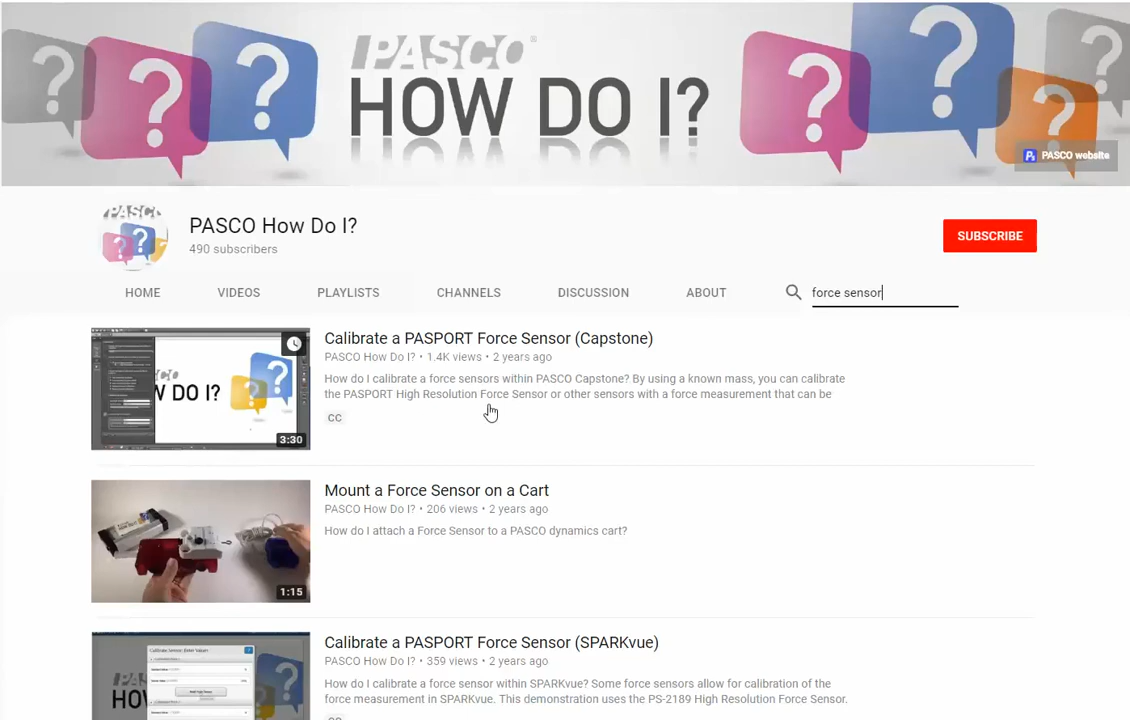 PASCO
HOW DO I?
PASCO website
PASCO How Do I?
490 subscribers
SUBSCRIBE
HOME
VIDEOS
PLAYLISTS
CHANNELS
DISCUSSION
ABOUT
force sensor
Calibrate a PASPORT Force Sensor (Capstone)
PASCO How Do I? • 1.4K views • 2 years ago
How do I calibrate a force sensors within PASCO Capstone? By using a known mass, you can calibrate
the PASPORT High Resolution Force Sensor or other sensors with a force measurement that can be
CC
W DO I?
3:30
Mount a Force Sensor on a Cart
PASCO How Do I? • 206 views • 2 years ago
How do I attach a Force Sensor to a PASCO dynamics cart?
1:15
Calibrate a PASPORT Force Sensor (SPARKvue)
PASCO How Do I? • 359 views • 2 years ago
How do I calibrate a force sensor within SPARKvue? Some force sensors allow for calibration of the
force measurement in SPARKvue. This demonstration uses the PS-2189 High Resolution Force Sensor.
Calibrate Sensor: Enter Values
HO